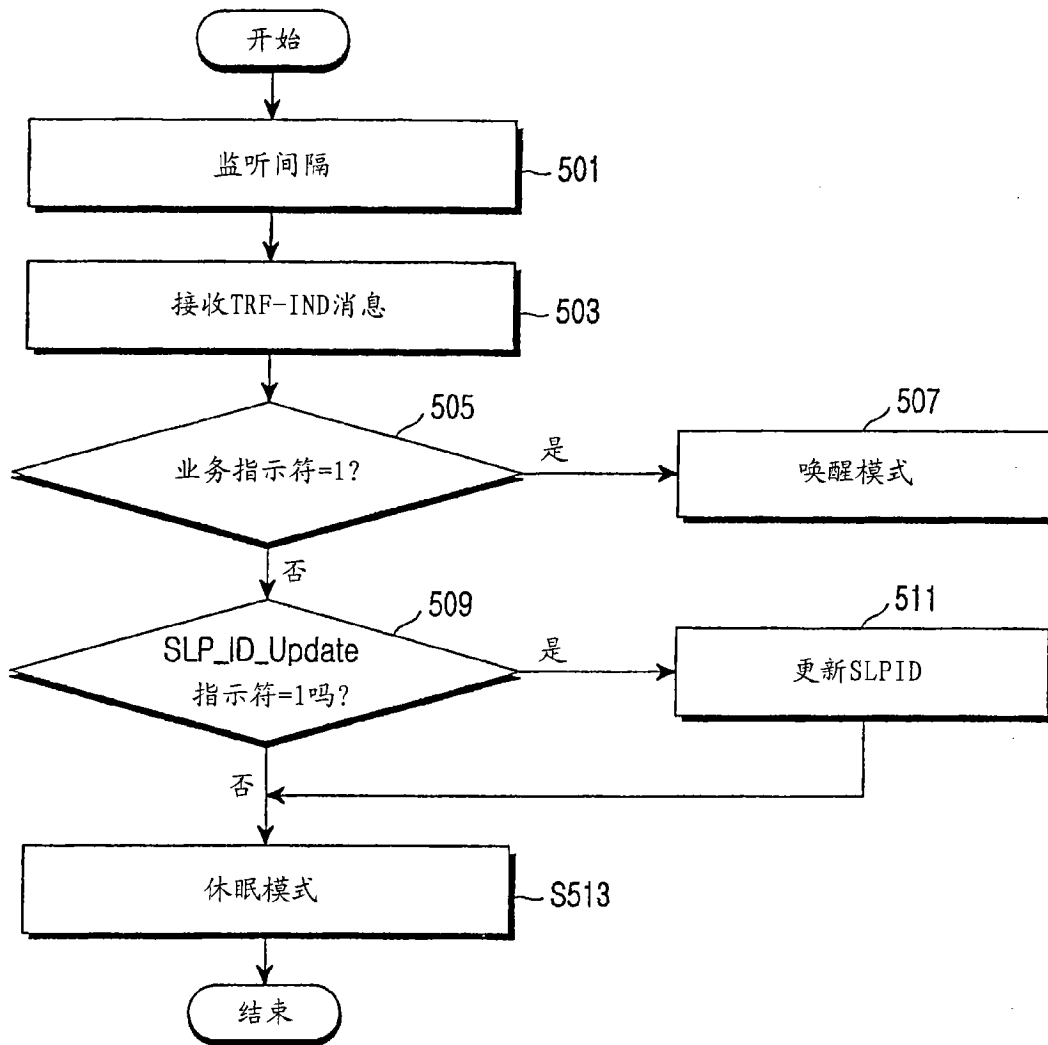 开始
监听间隔
501
接收TRF-IND消息
503
505
业务指示符=1?
是
507
唤醒模式
否
509
SLP_ID_Update
指示符=1吗?
是
511
更新SLPID
否
休眠模式
S513
结束